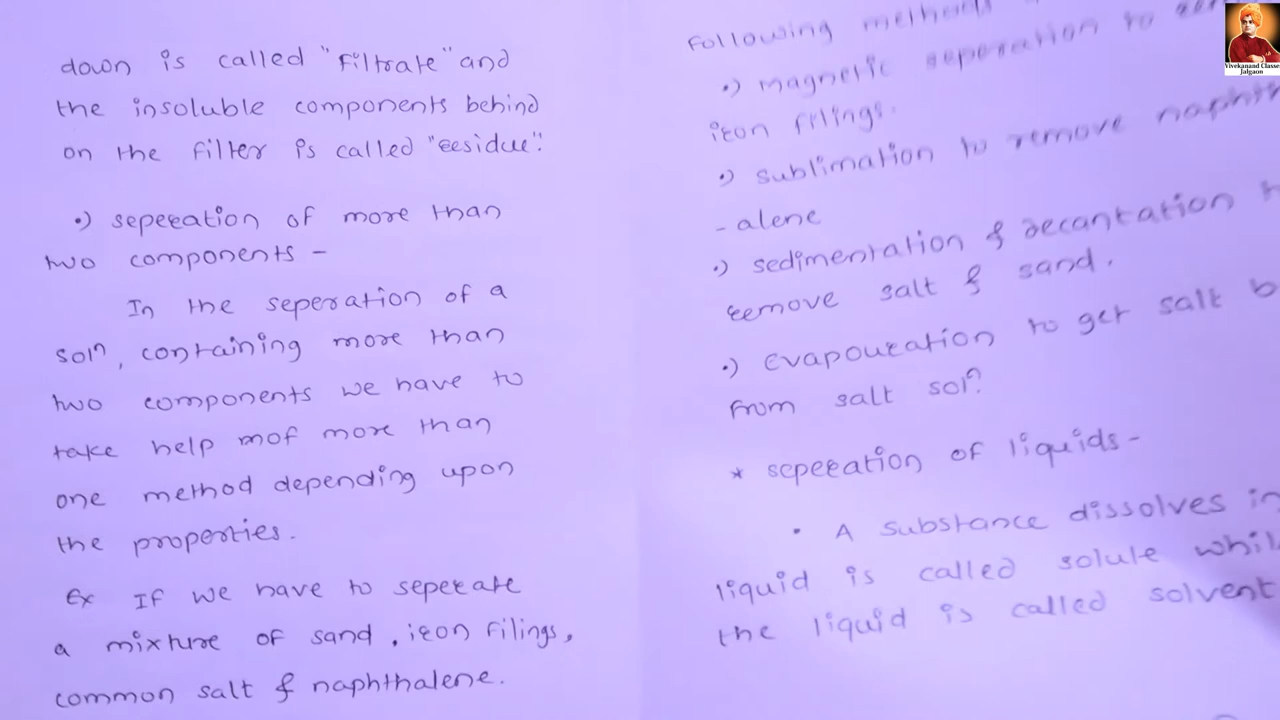 down is called "filtrate" and
the insoluble components behind
on the filter is called "residue".
•) seperation of more than
two components -
In the seperation of a
solⁿ, containing more than
two components we have to
take help mof more than
one method depending upon
the properties.
Ex If we have to seperate
a mixture of sand, iron filings,
common salt & naphthalene.
Following methods
•) magnetic seperation to
iron filings.
•) sublimation to remove naphth
-alene
•) sedimentation & decantation
remove salt & sand.
•) evapouration to get salt b
from salt solⁿ.
* seperation of liquids -
• A substance dissolves in
liquid is called solute whil
the liquid is called solvent
Vivekanand Classe
Jalgaon